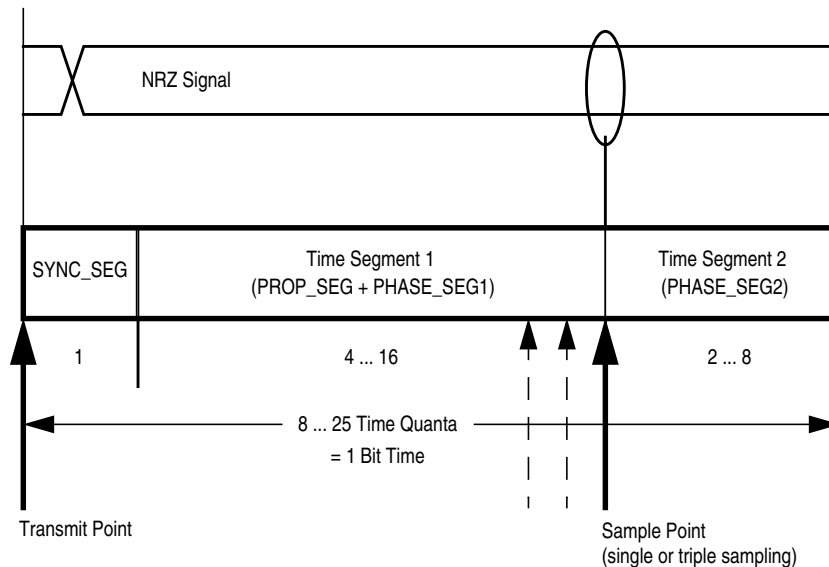 NRZ Signal
SYNC_SEG
Time Segment 1
(PROP_SEG + PHASE_SEG1)
Time Segment 2
(PHASE_SEG2)
1
4 ... 16
2 ... 8
8 ... 25 Time Quanta
= 1 Bit Time
Transmit Point
Sample Point
(single or triple sampling)